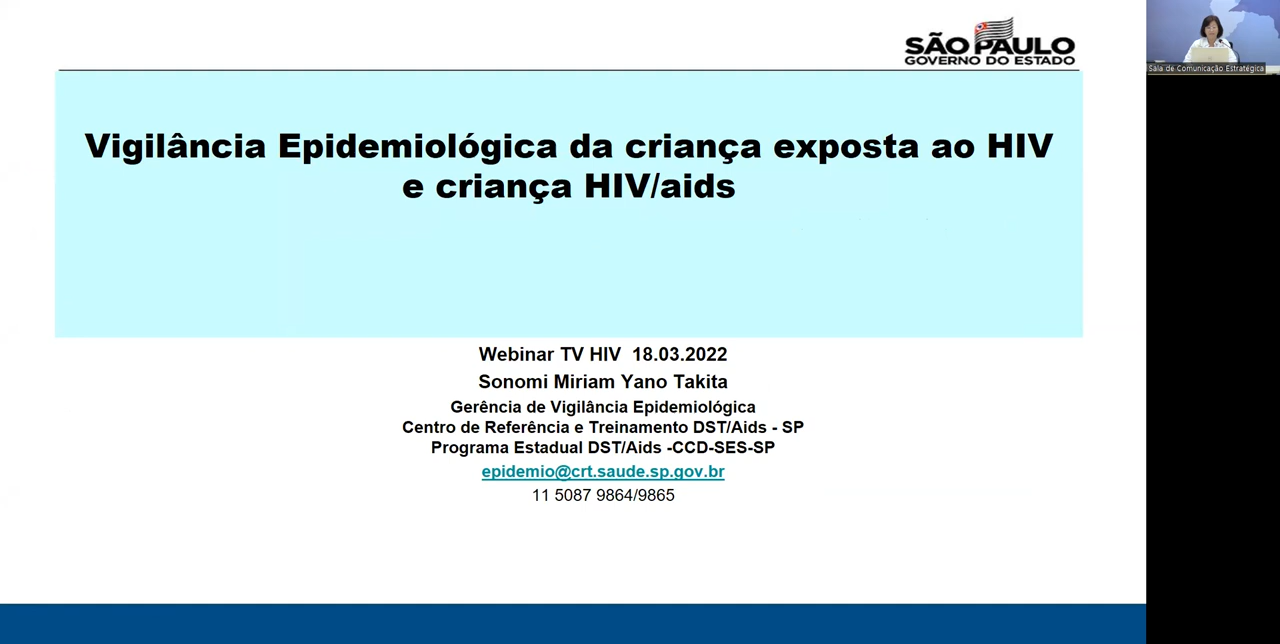 SÃO PAULO
GOVERNO DO ESTADO
Sala de Comunicação Estratégica
Vigilância Epidemiológica da criança exposta ao HIV
e criança HIV/aids
Webinar TV HIV 18.03.2022
Sonomi Miriam Yano Takita
Gerência de Vigilância Epidemiológica
Centro de Referência e Treinamento DST/Aids - SP
Programa Estadual DST/Aids -CCD-SES-SP
epidemio@crt.saude.sp.gov.br
11 5087 9864/9865